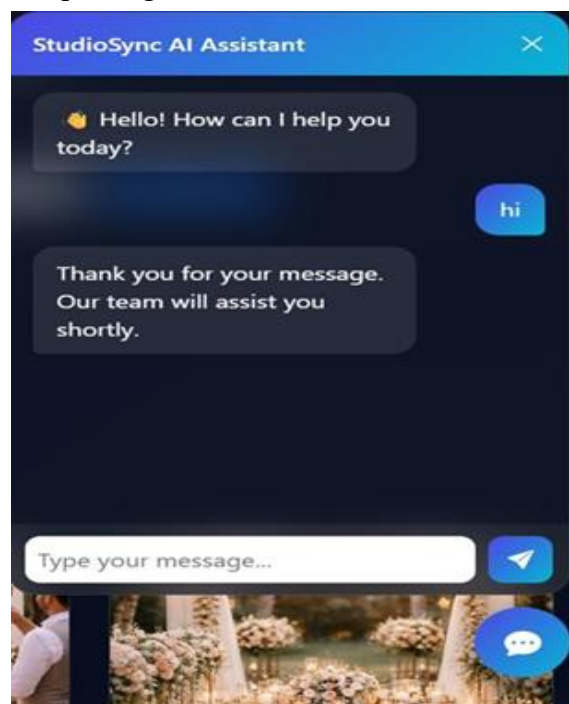 StudioSync AI Assistant
👋 Hello! How can I help you
today?
hi
Thank you for your message.
Our team will assist you
shortly.
Type your message...